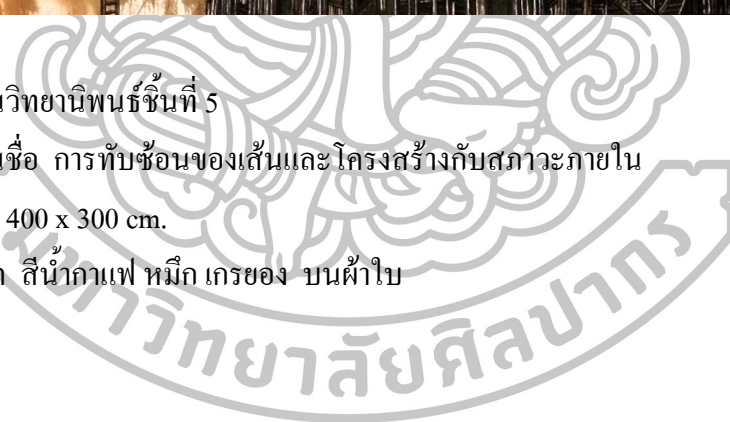 วิทยานิพนธ์ชิ้นที่ 5
ชื่อ การทับซ้อนของเส้นและโครงสร้างกับสภาวะภายใน
400 x 300 cm.
สีน้ำกาแฟ หมึก เกรยอง บนผ้าใบ
มหาวิทยาลัยศิลปากร